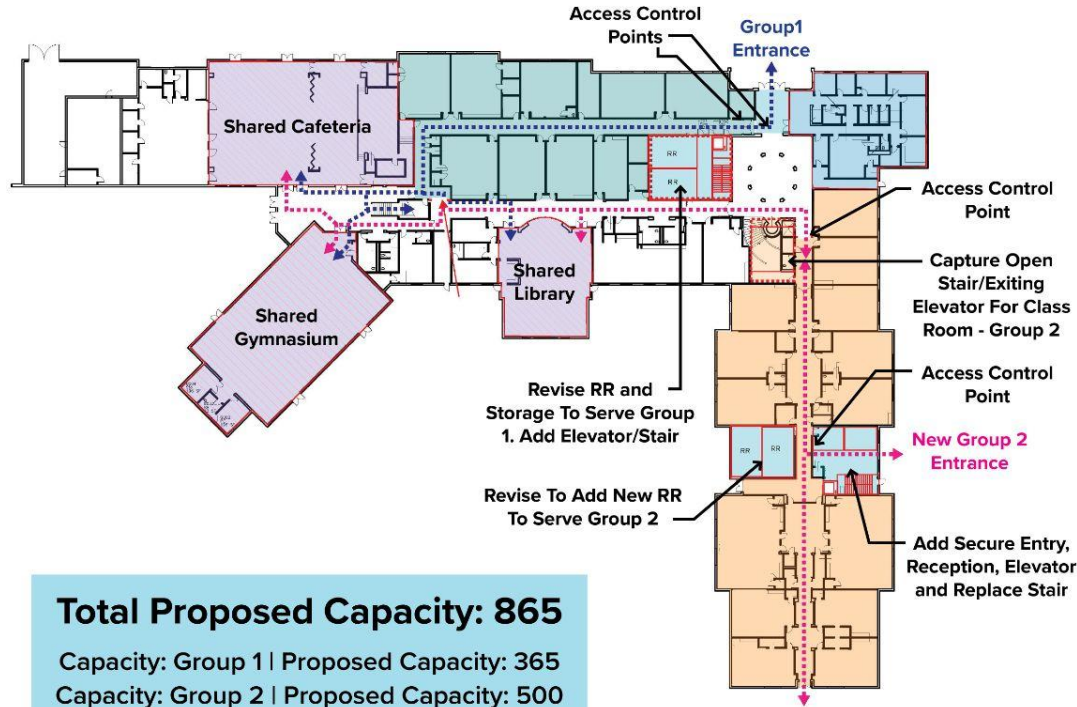 Access Control
Points
Group1
Entrance
Shared Cafeteria
RR
RR
Access Control
Point
Capture Open
Stair/Exiting
Elevator For Class
Room - Group 2
Shared
Library
Shared
Gymnasium
Revise RR and
Storage To Serve Group
1. Add Elevator/Stair
Access Control
Point
New Group 2
Entrance
RR
RR
Revise To Add New RR
To Serve Group 2
Add Secure Entry,
Reception, Elevator
and Replace Stair
Total Proposed Capacity: 865
Capacity: Group 1 | Proposed Capacity: 365
Capacity: Group 2 | Proposed Capacity: 500